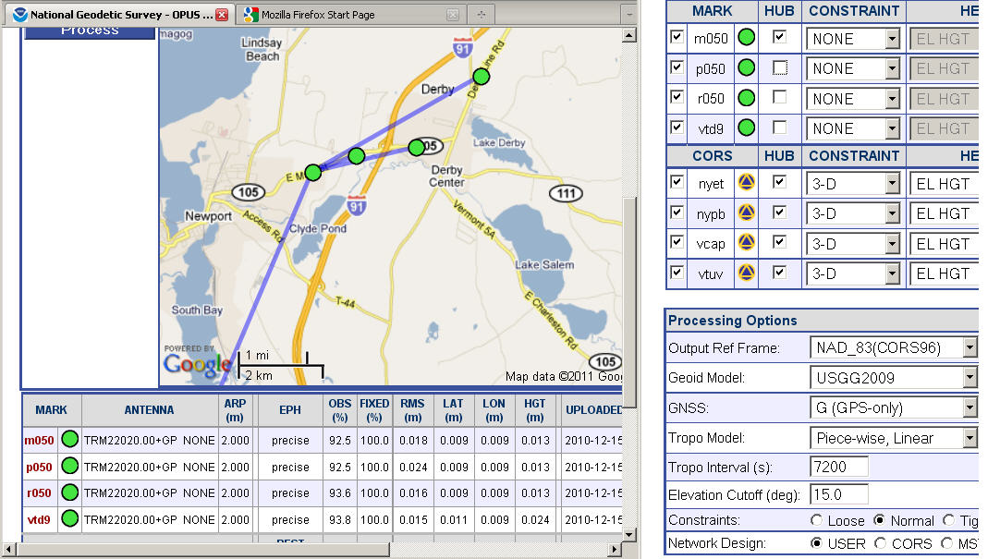 National Geodetic Survey - OPUS ...
Mozilla Firefox Start Page
Process
magog
Lindsay
Beach
91
Derby
Line Rd
105
Lake Derby
E M
Derby
Center
105
91
111
Newport
Access Rd
Clyde Pond
Vermont 5A
Lake Salem
T-44
E Charleston Rd
South Bay
POWERED BY
Google
1 mi
2 km
105
Map data ©2011 Goog
MARK ANTENNA ARP (m) EPH OBS (%) FIXED (%) RMS (m) LAT (m) LON (m) HGT (m) UPLOADED
m050 TRM22020.00+GP NONE 2.000 precise 92.5 100.0 0.018 0.009 0.009 0.013 2010-12-15
p050 TRM22020.00+GP NONE 2.000 precise 92.5 100.0 0.024 0.009 0.009 0.013 2010-12-15
r050 TRM22020.00+GP NONE 2.000 precise 93.6 100.0 0.016 0.009 0.009 0.013 2010-12-15
vtd9 TRM22020.00+GP NONE 2.000 precise 93.8 100.0 0.015 0.011 0.009 0.024 2010-12-15
MARK HUB CONSTRAINT HE
m050 NONE EL HGT
p050 NONE EL HGT
r050 NONE EL HGT
vtd9 NONE EL HGT
CORS HUB CONSTRAINT HE
nyet 3-D EL HGT
nypb 3-D EL HGT
vcap 3-D EL HGT
vtuv 3-D EL HGT
Processing Options
Output Ref Frame: NAD_83(CORS96)
Geoid Model: USGG2009
GNSS: G (GPS-only)
Tropo Model: Piece-wise, Linear
Tropo Interval (s): 7200
Elevation Cutoff (deg): 15.0
Constraints: Loose Normal Tig
Network Design: USER CORS MS